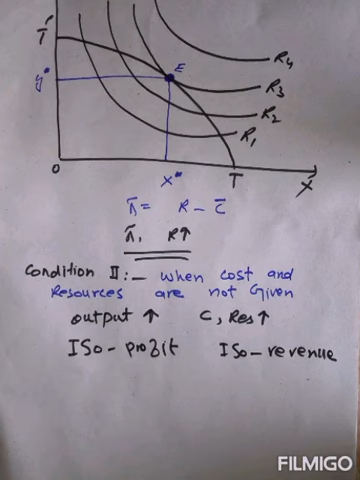 T'
R4
E
y*
R3
R2
R1
O
X*
T
X
π = R – C̅
π, R↑
Condition II:– when cost and
Resources are not Given
output ↑ C, Res ↑
ISo–profit ISo–revenue
FILMIGO